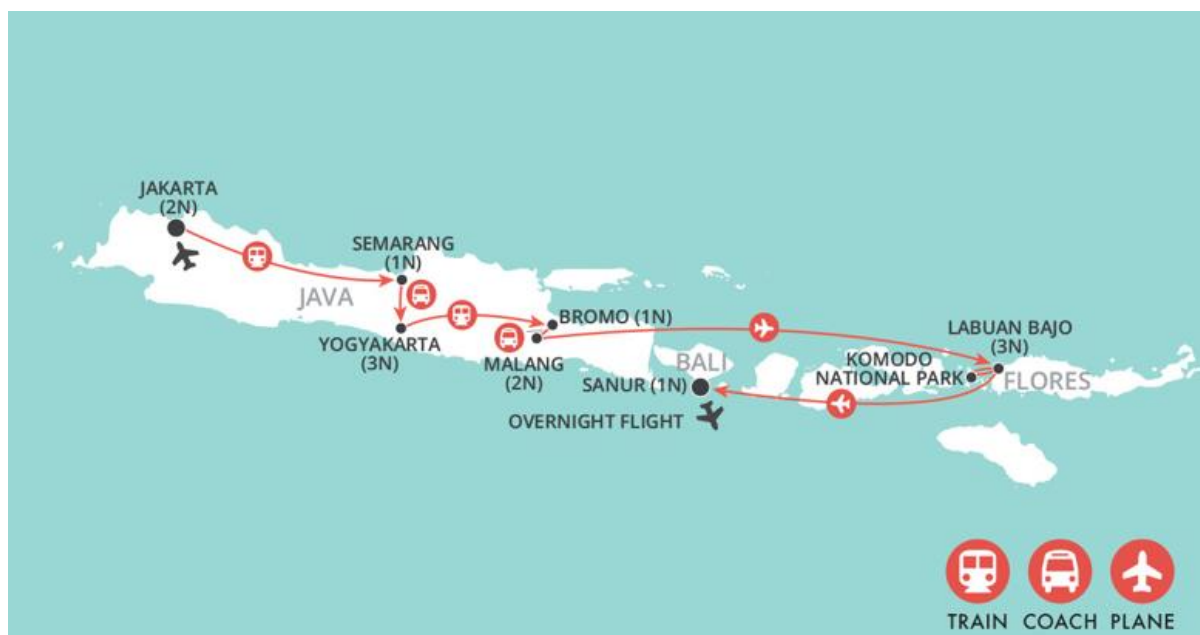 JAKARTA
(2N)
SEMARANG
(1N)
JAVA
YOGYAKARTA
(3N)
BROMO (1N)
MALANG
(2N)
BALI
SANUR (1N)
OVERNIGHT FLIGHT
LABUAN BAJO
(3N)
KOMODO
NATIONAL PARK
FLORES
TRAIN COACH PLANE